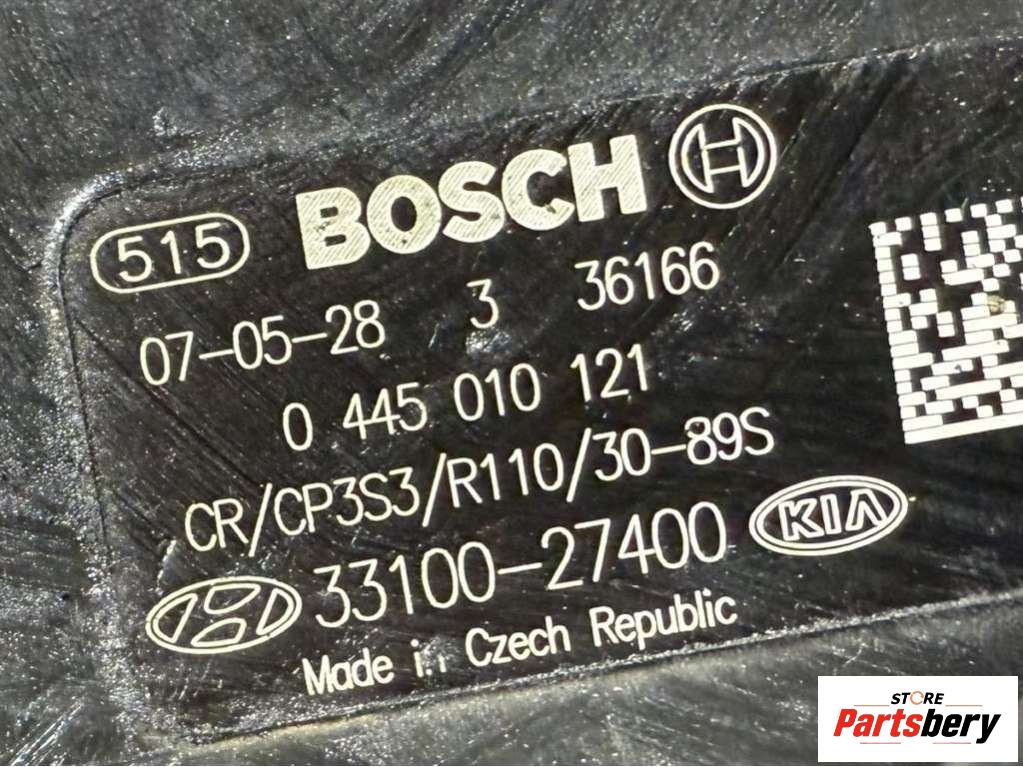 BOSCH
515
07-05-28 3 36166
0 445 010 121
CR/CP3S3/R110/30-89S
33100-27400 KIA
Made in Czech Republic
STORE
Partsbery